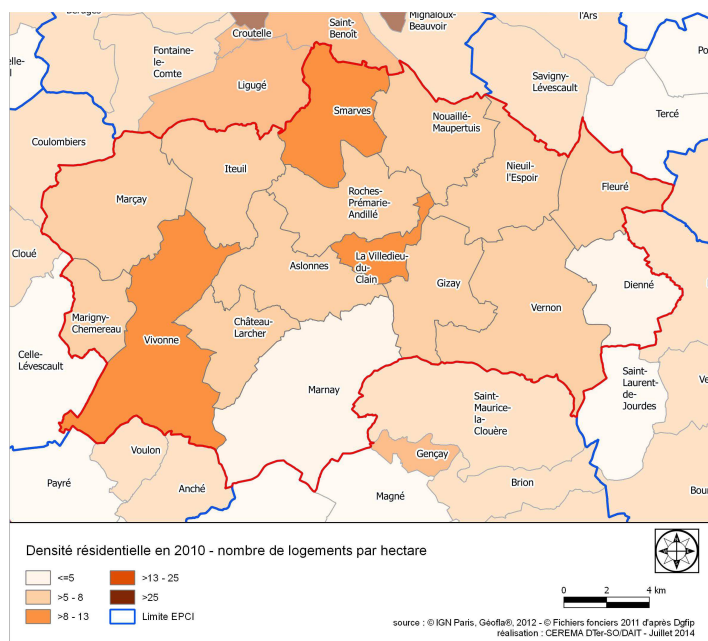 Béruges
Croutelle
Saint-
Benoît
Mignaloux-
Beauvoir
l'Ars
Fontaine-
le-
Comte
Ligugé
Savigny-
Lévescault
Tercé
Smarves
Nouaillé-
Maupertuis
Coulombiers
Iteuil
Nieuil-
l'Espoir
Marçay
Roches-
Prémarie-
Andillé
Fleuré
Cloué
Aslonnes
La Villedieu-
du-
Clain
Gizay
Dienné
Vernon
Marigny-
Chemereau
Château-
Larcher
Vivonne
Celle-
Lévescault
Marnay
Saint-
Maurice-
la-
Clouère
Saint-
Laurent-
de-
Jourdes
Voulon
Gençay
Payré
Anché
Magné
Brion
Densité résidentielle en 2010 - nombre de logements par hectare
<=5
>5 - 8
>8 - 13
>13 - 25
>25
Limite EPCI
0 2 4 km
source : © IGN Paris, Géofla®, 2012 - © Fichiers fonciers 2011 d'après Dgfip
réalisation : CEREMA DTer-SO/DAIT - Juillet 2014